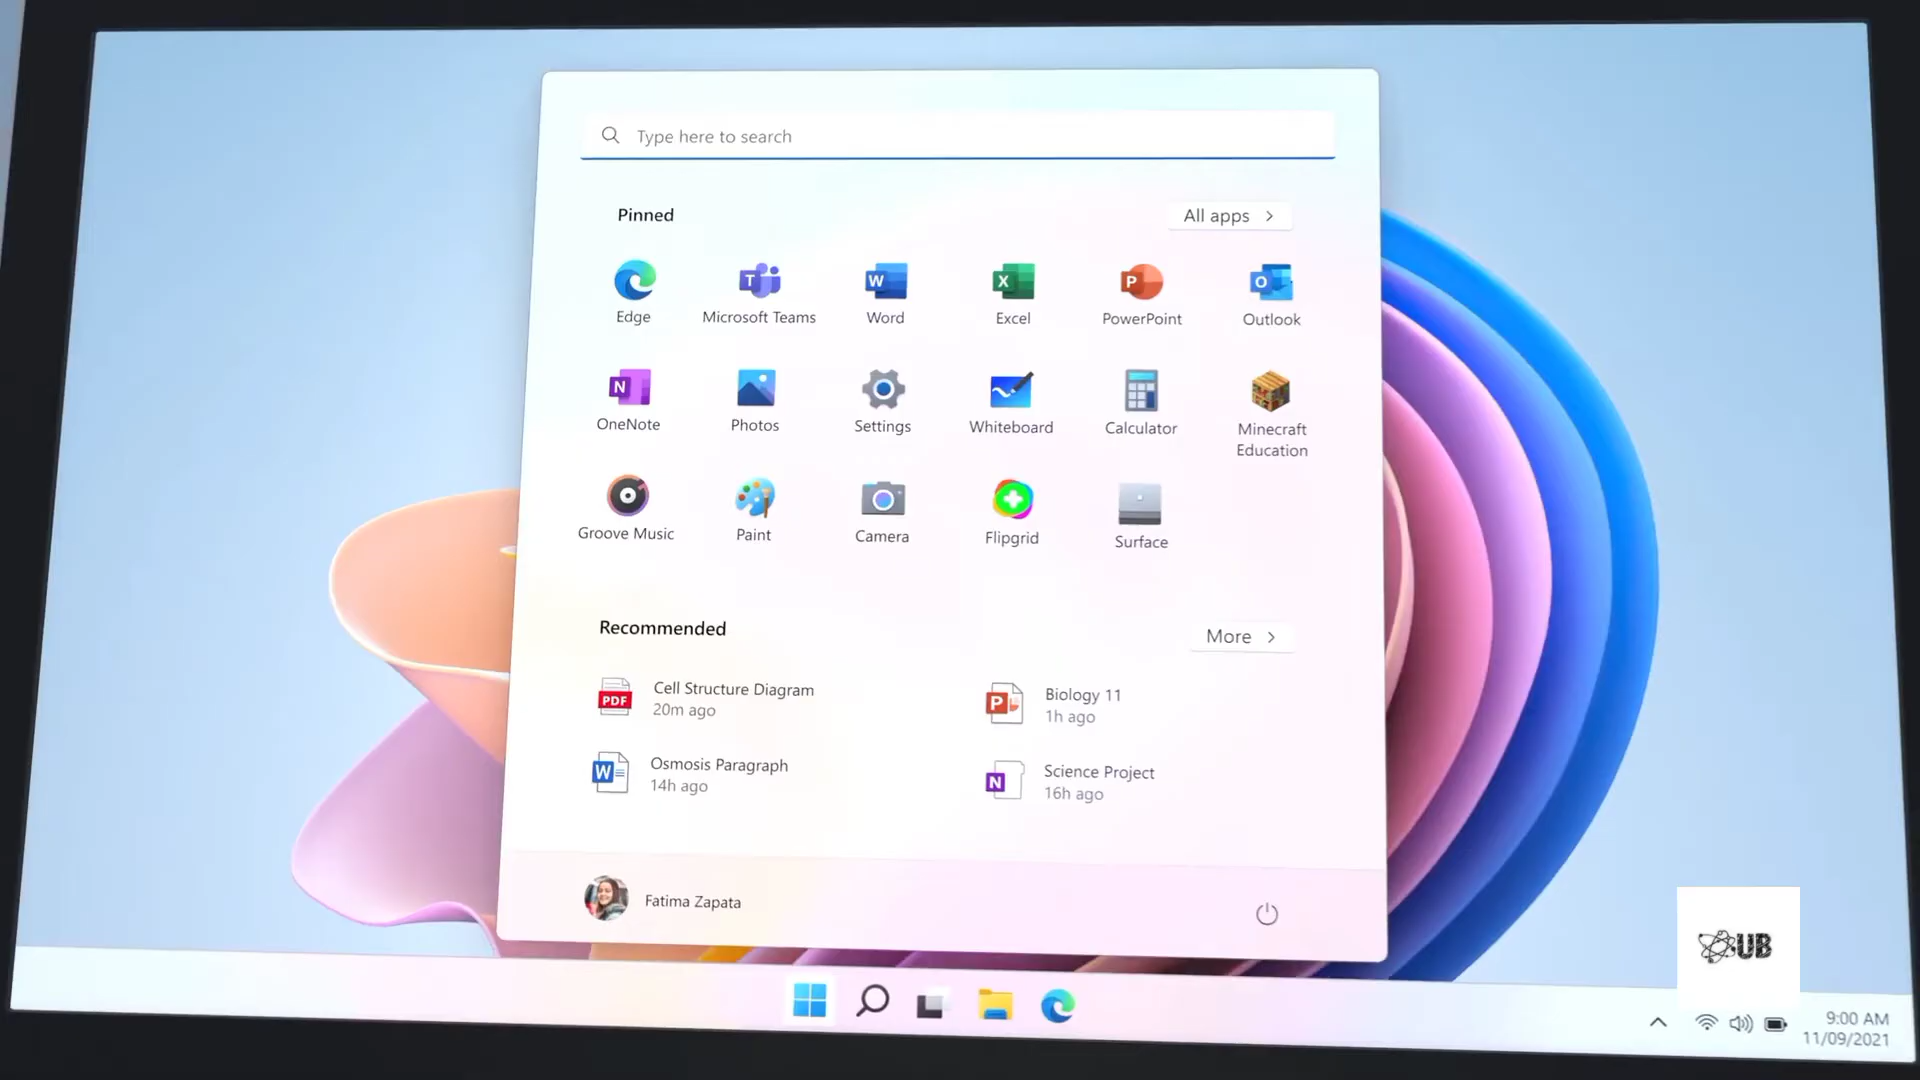 Type here to search
Pinned
All apps
Edge
Microsoft Teams
Word
Excel
PowerPoint
Outlook
OneNote
Photos
Settings
Whiteboard
Calculator
Minecraft
Education
Groove Music
Paint
Camera
Flipgrid
Surface
Recommended
More
PDF
Cell Structure Diagram
20m ago
Biology 11
1h ago
Osmosis Paragraph
14h ago
Science Project
16h ago
Fatima Zapata
UB
9:00 AM
11/09/2021